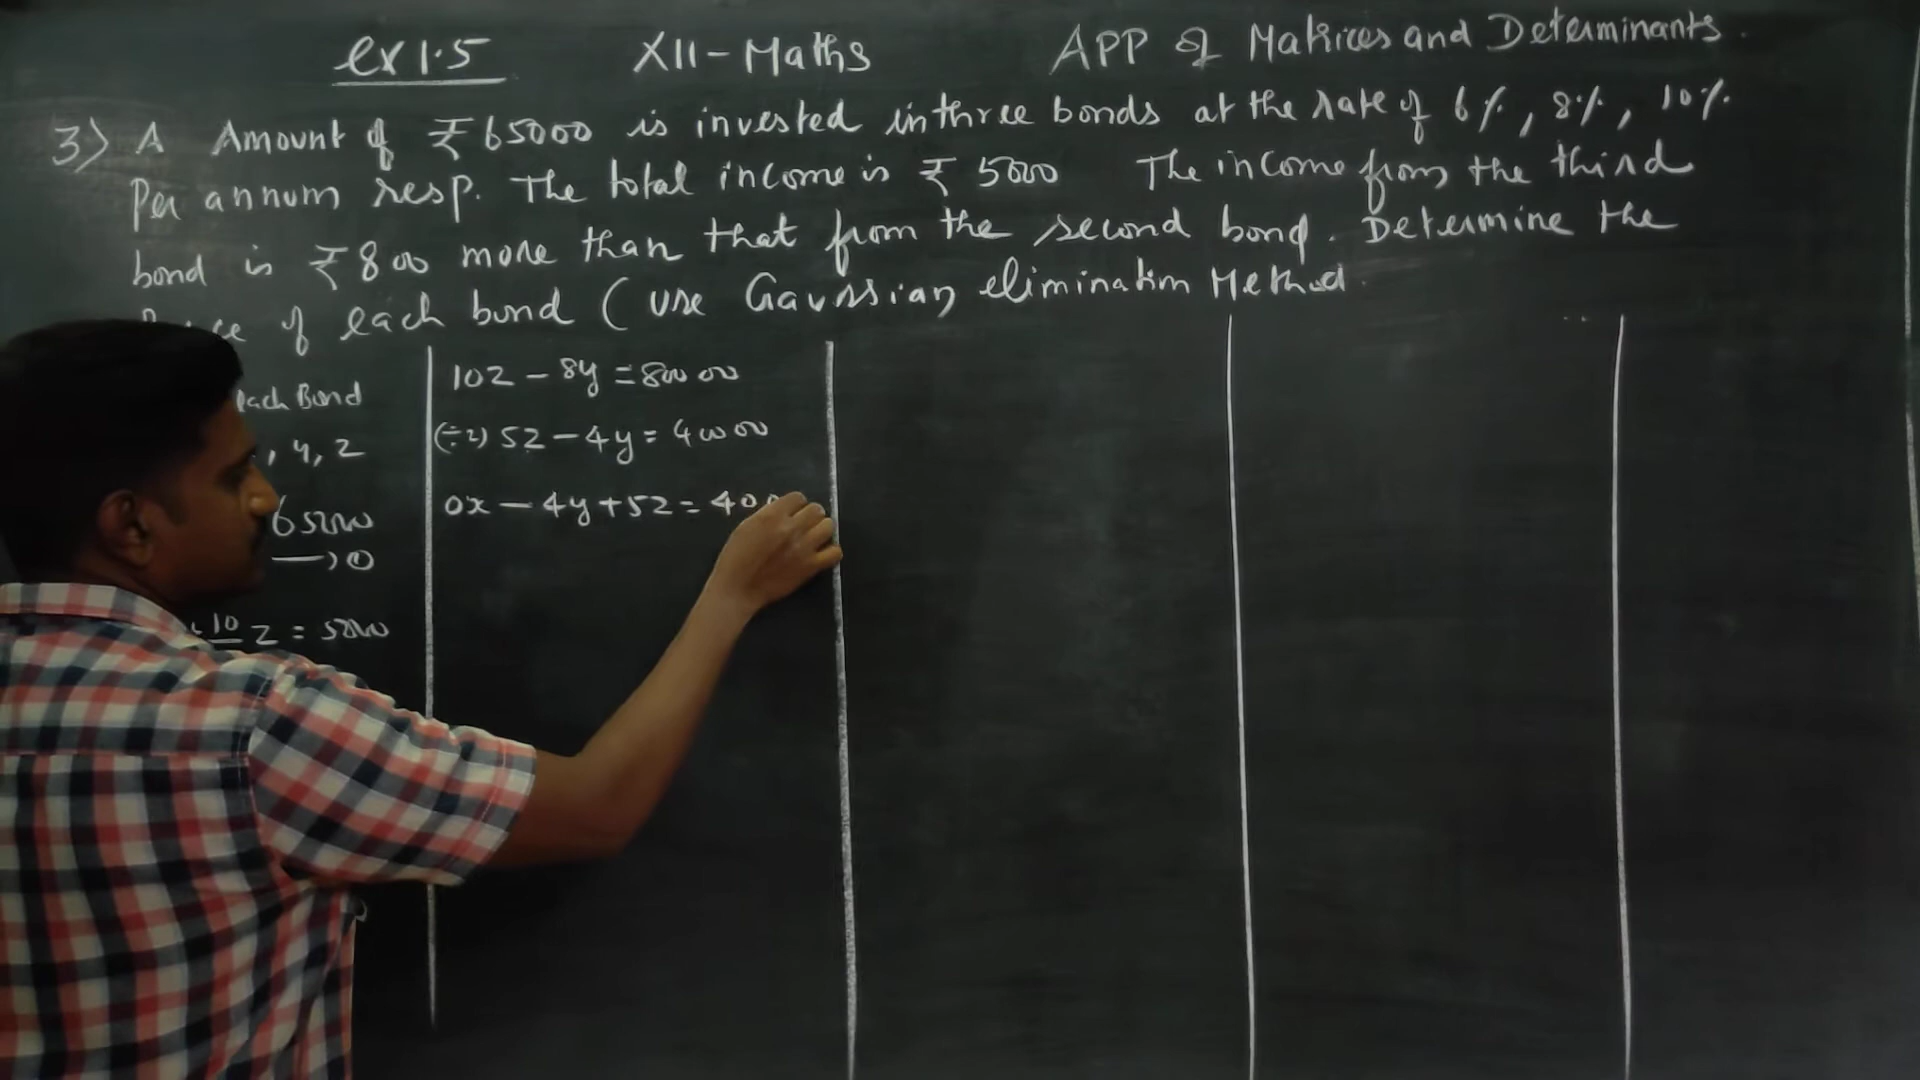 ex 1.5 XII-Maths APP of Matrices and Determinants.
3) A Amount of ₹65000 is invested in three bonds at the rate of 6%, 8%, 10%
Per annum resp. The total income is ₹ 5000 The income from the third
bond is ₹800 more than that from the second bond. Determine the
of each bond (use Gaussian elimination Method.
each Bond
, y, z
65000
→①
10 z = 5000
10z - 8y = 80000
(÷2) 5z - 4y = 40000
0x - 4y + 5z = 400